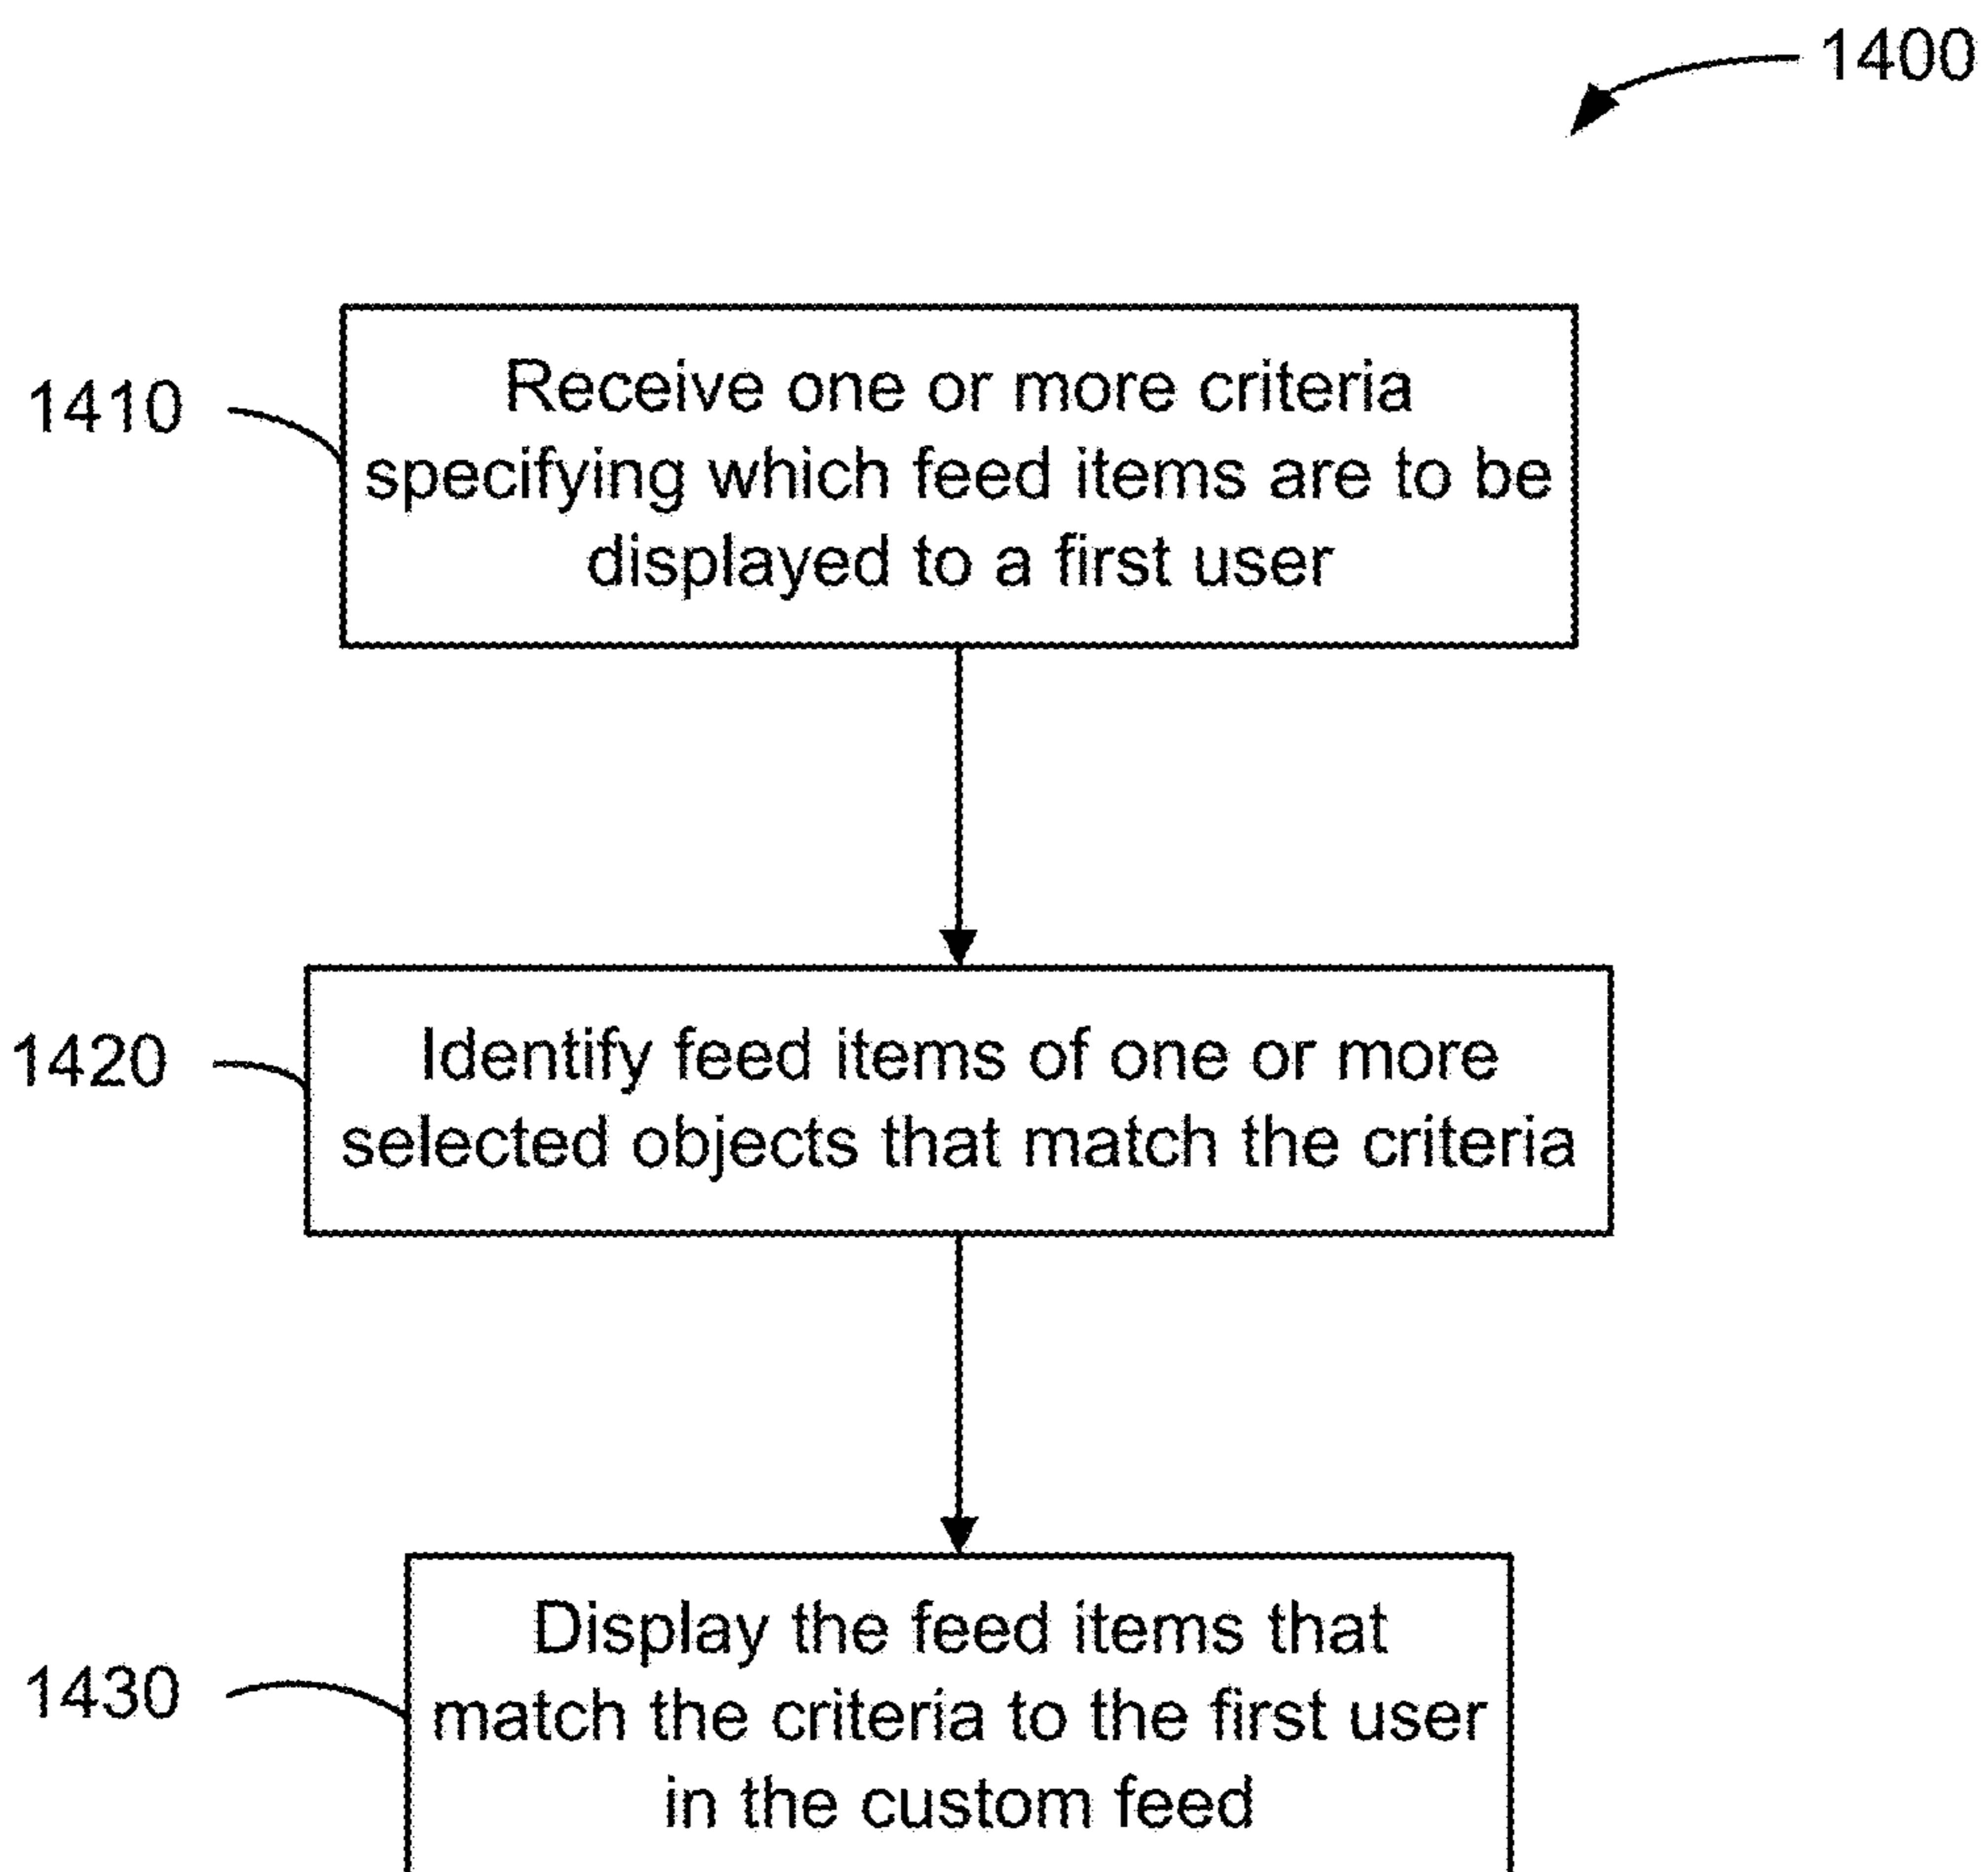 1400
1410
Receive one or more criteria
specifying which feed items are to be
displayed to a first user
1420
Identify feed items of one or more
selected objects that match the criteria
1430
Display the feed items that
match the criteria to the first user
in the custom feed